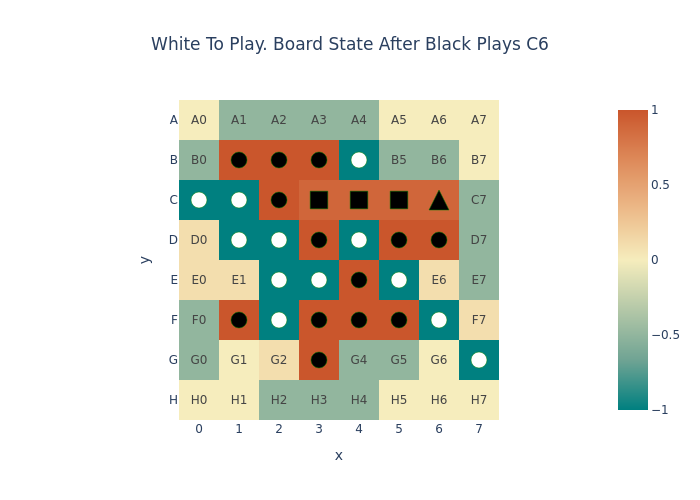 White To Play. Board State After Black Plays C6
A A0 A1 A2 A3 A4 A5 A6 A7
B B0 B5 B6 B7
C C7
D D0 D7
E E0 E1 E6 E7
F F0 F7
G G0 G1 G2 G4 G5 G6
H H0 H1 H2 H3 H4 H5 H6 H7
0 1 2 3 4 5 6 7
x
y
1
0.5
0
−0.5
−1